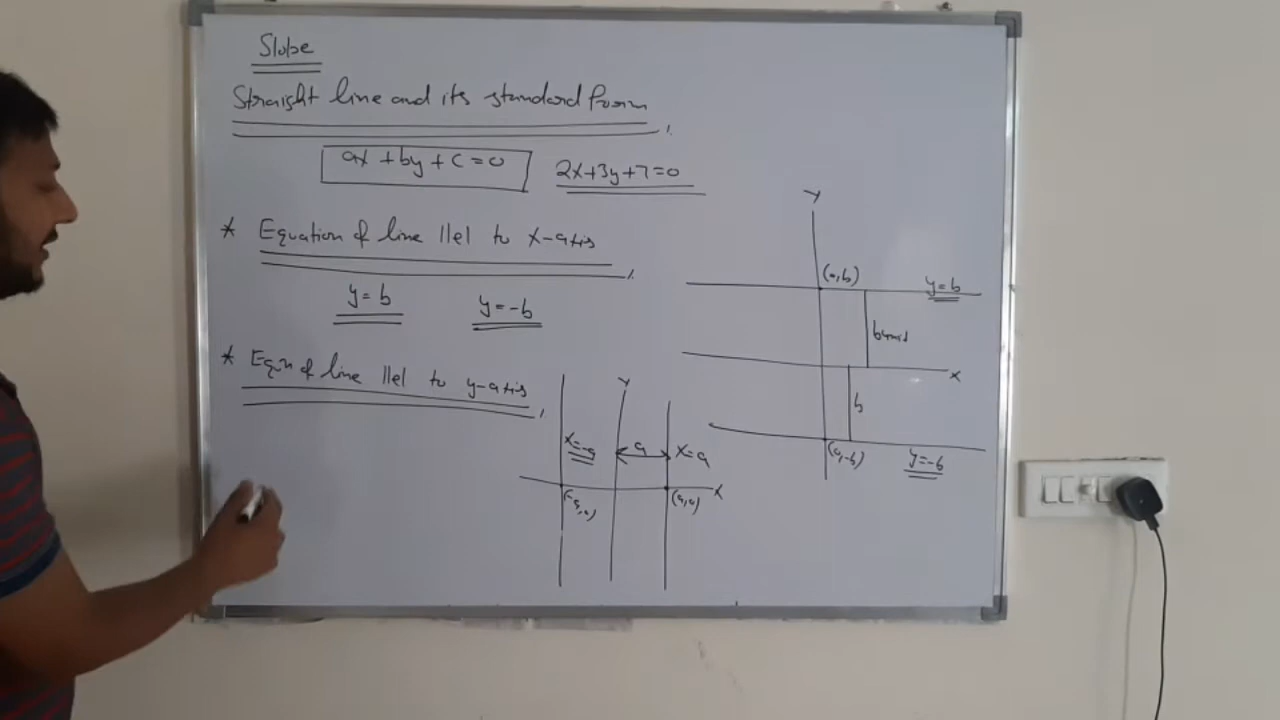 Slope
Straight line and its standard form
ax + by + c = 0
2x+3y+7=0
* Equation of line llel to x-axis
y = b
y = -b
* Eqn of line llel to y-axis
Y
(0,b)
y=b
X
b
(0,-b)
y=-b
Y
x=-a
a
x=a
X
(-a,0)
(a,0)